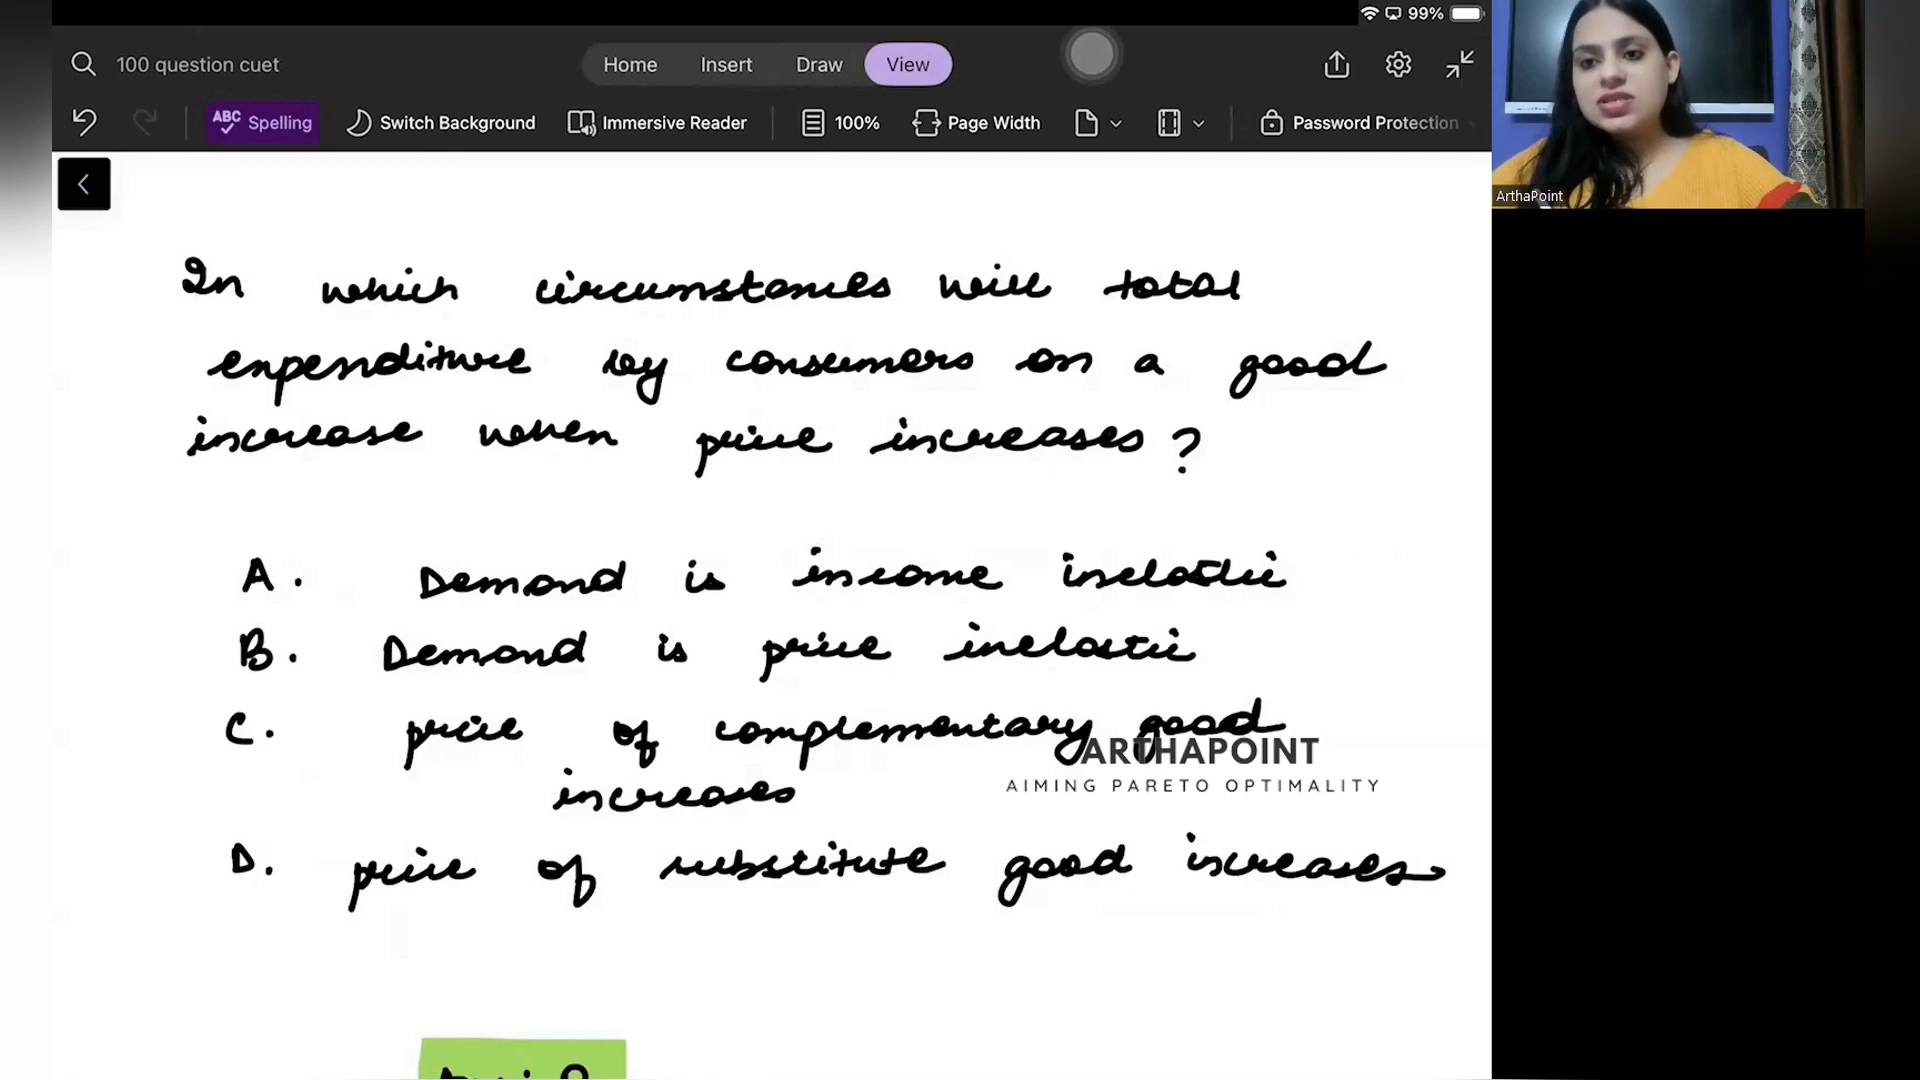 99%
100 question cuet
Home Insert Draw View
ABC Spelling Switch Background Immersive Reader 100% Page Width Password Protection
ArthaPoint
In which circumstances will total
expenditure by consumers on a good
increase when price increases?
A. Demand is income inelastic
B. Demand is price inelastic
C. price of complementary good
increases
ARTHAPOINT
AIMING PARETO OPTIMALITY
D. price of substitute good increases.